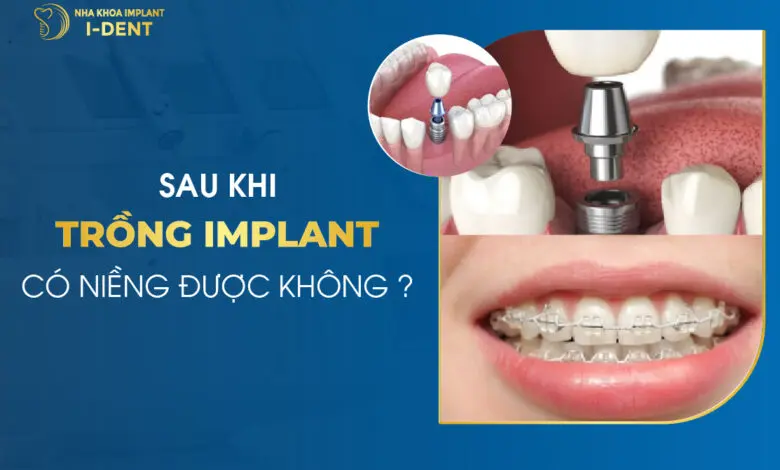 NHA KHOA IMPLANT
I-DENT
SAU KHI
TRỒNG IMPLANT
CÓ NIỀNG ĐƯỢC KHÔNG ?